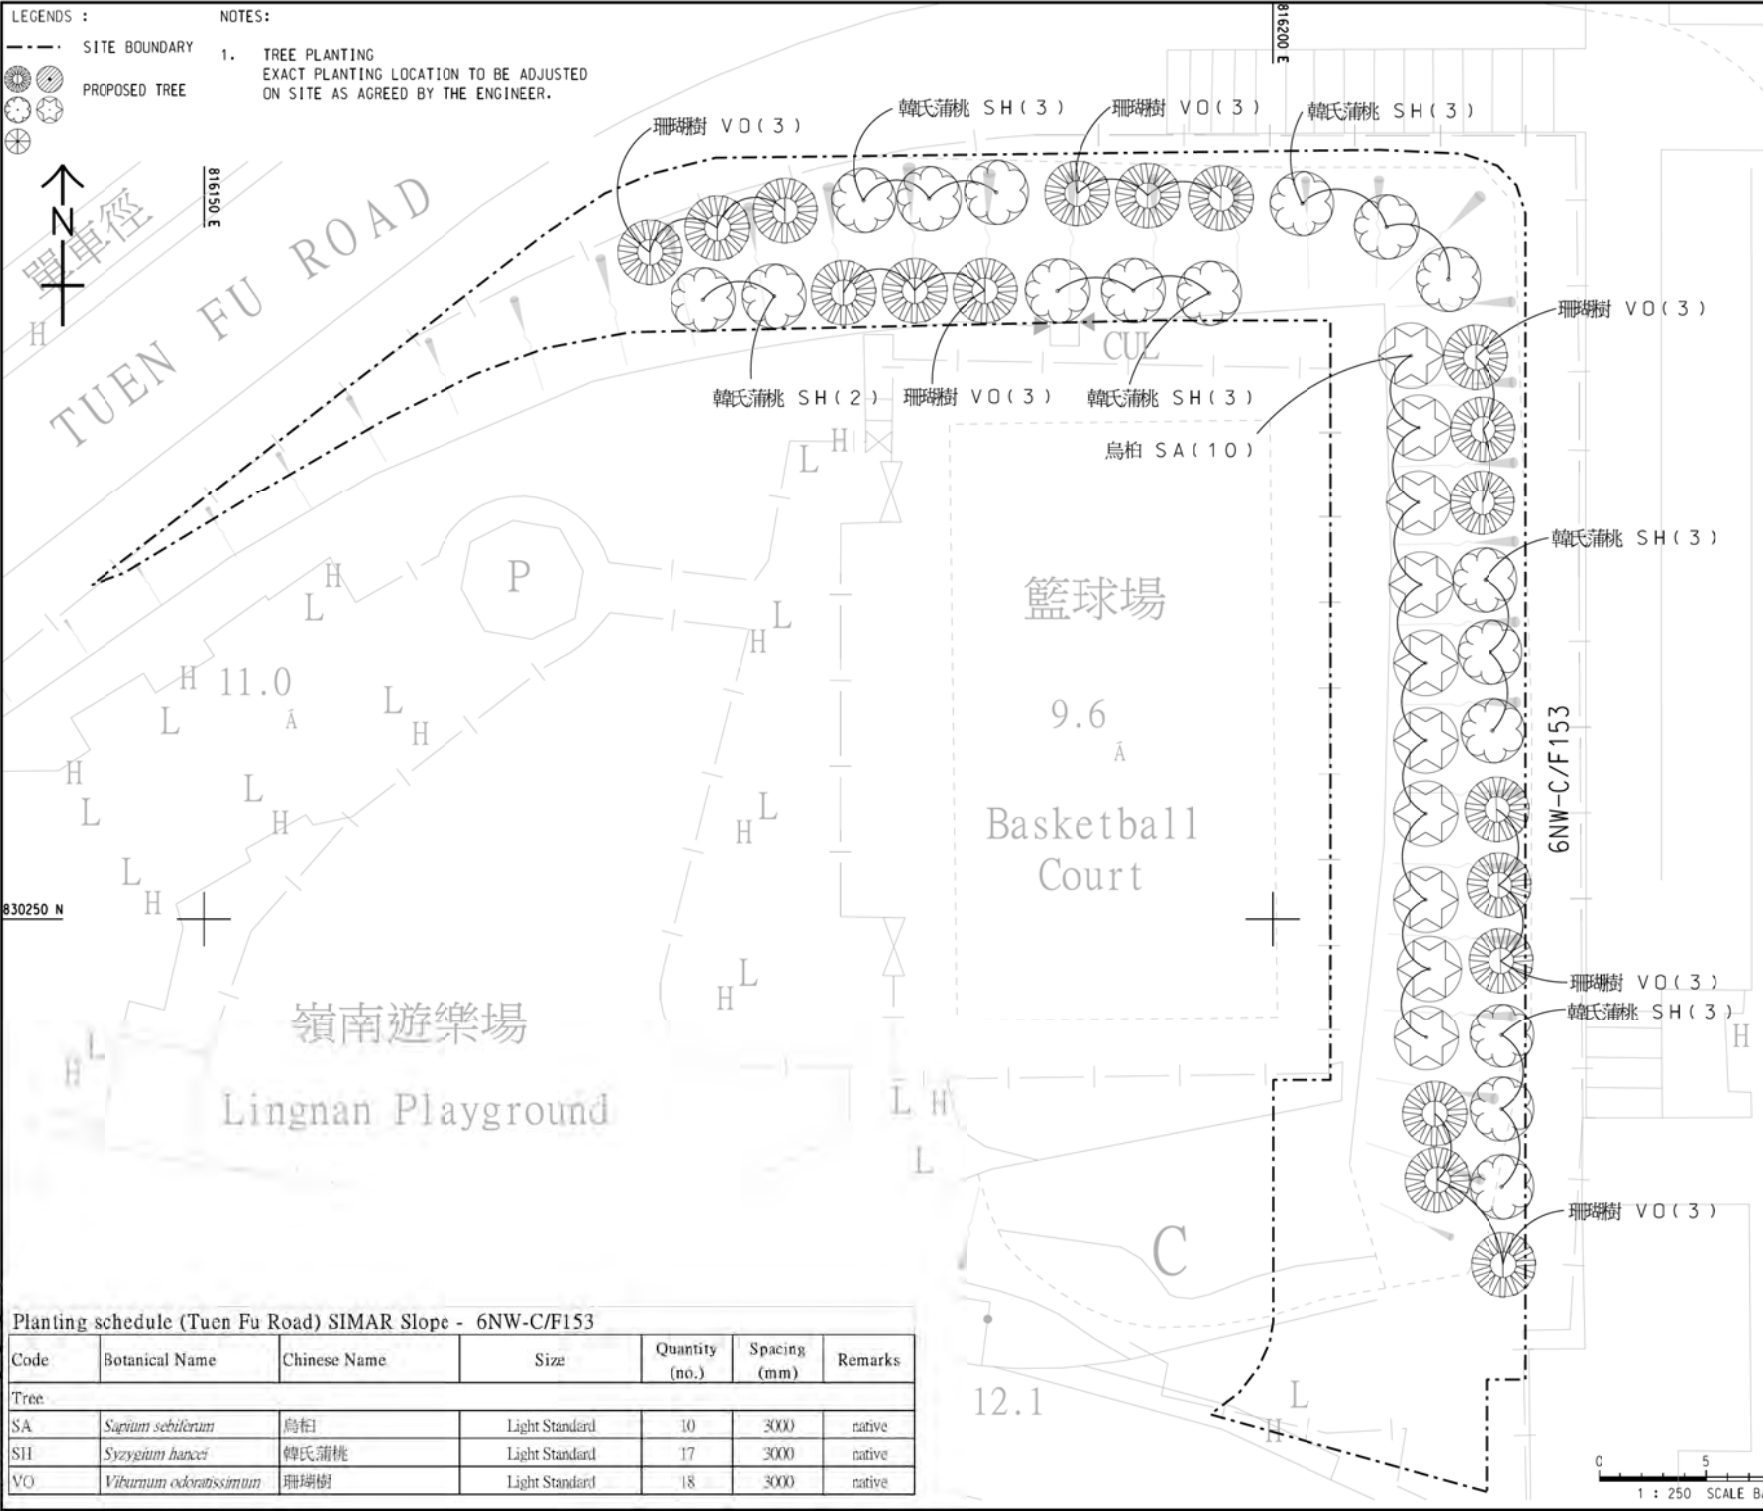 LEGENDS :
SITE BOUNDARY
PROPOSED TREE
NOTES:
1. TREE PLANTING
EXACT PLANTING LOCATION TO BE ADJUSTED
ON SITE AS AGREED BY THE ENGINEER.
N
816150 E
816200 E
單車徑
H
TUEN FU ROAD
珊瑚樹 VO(3)
韓氏蒲桃 SH(3)
珊瑚樹 VO(3)
韓氏蒲桃 SH(3)
珊瑚樹 VO(3)
韓氏蒲桃 SH(2)
珊瑚樹 VO(3)
韓氏蒲桃 SH(3)
CUL
烏桕 SA(10)
L H
韓氏蒲桃 SH(3)
P
H
L
籃球場
L
H
H 11.0
L
L
H
9.6
6NW-C/F153
H
L
L
H
L
H
Basketball
Court
L
H
830250 N
L
H
珊瑚樹 VO(3)
韓氏蒲桃 SH(3)
嶺南遊樂場
H L
H
Lingnan Playground
L H
L
珊瑚樹 VO(3)
C
12.1
L
H
Planting schedule (Tuen Fu Road) SIMAR Slope - 6NW-C/F153
Code Botanical Name Chinese Name Size Quantity (no.) Spacing (mm) Remarks
Tree
SA Sapium sebiferum 烏桕 Light Standard 10 3000 native
SH Syzygium hancei 韓氏蒲桃 Light Standard 17 3000 native
VO Viburnum odoratissimum 珊瑚樹 Light Standard 18 3000 native
0 5
1 : 250 SCALE